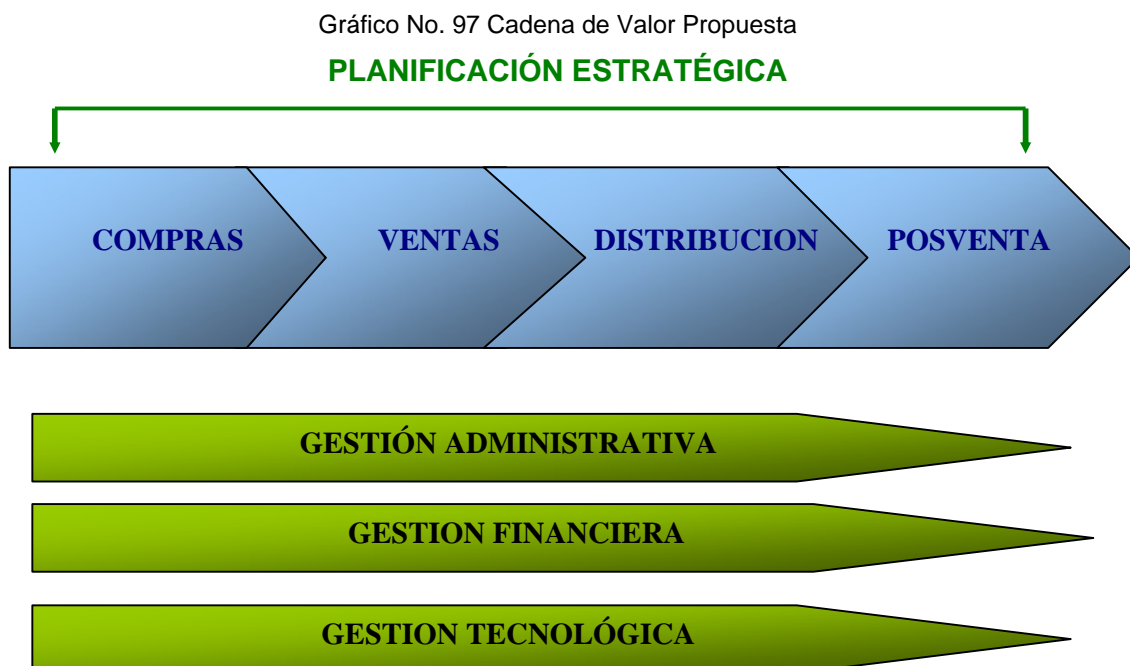 Gráfico No. 97 Cadena de Valor Propuesta
PLANIFICACIÓN ESTRATÉGICA
COMPRAS VENTAS DISTRIBUCION POSVENTA
GESTIÓN ADMINISTRATIVA
GESTION FINANCIERA
GESTION TECNOLÓGICA